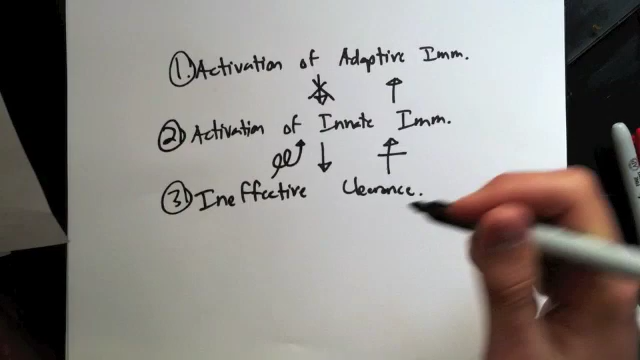 1. Activation of Adaptive Imm.
2 Activation of Innate Imm.
3 Ineffective Clearance.